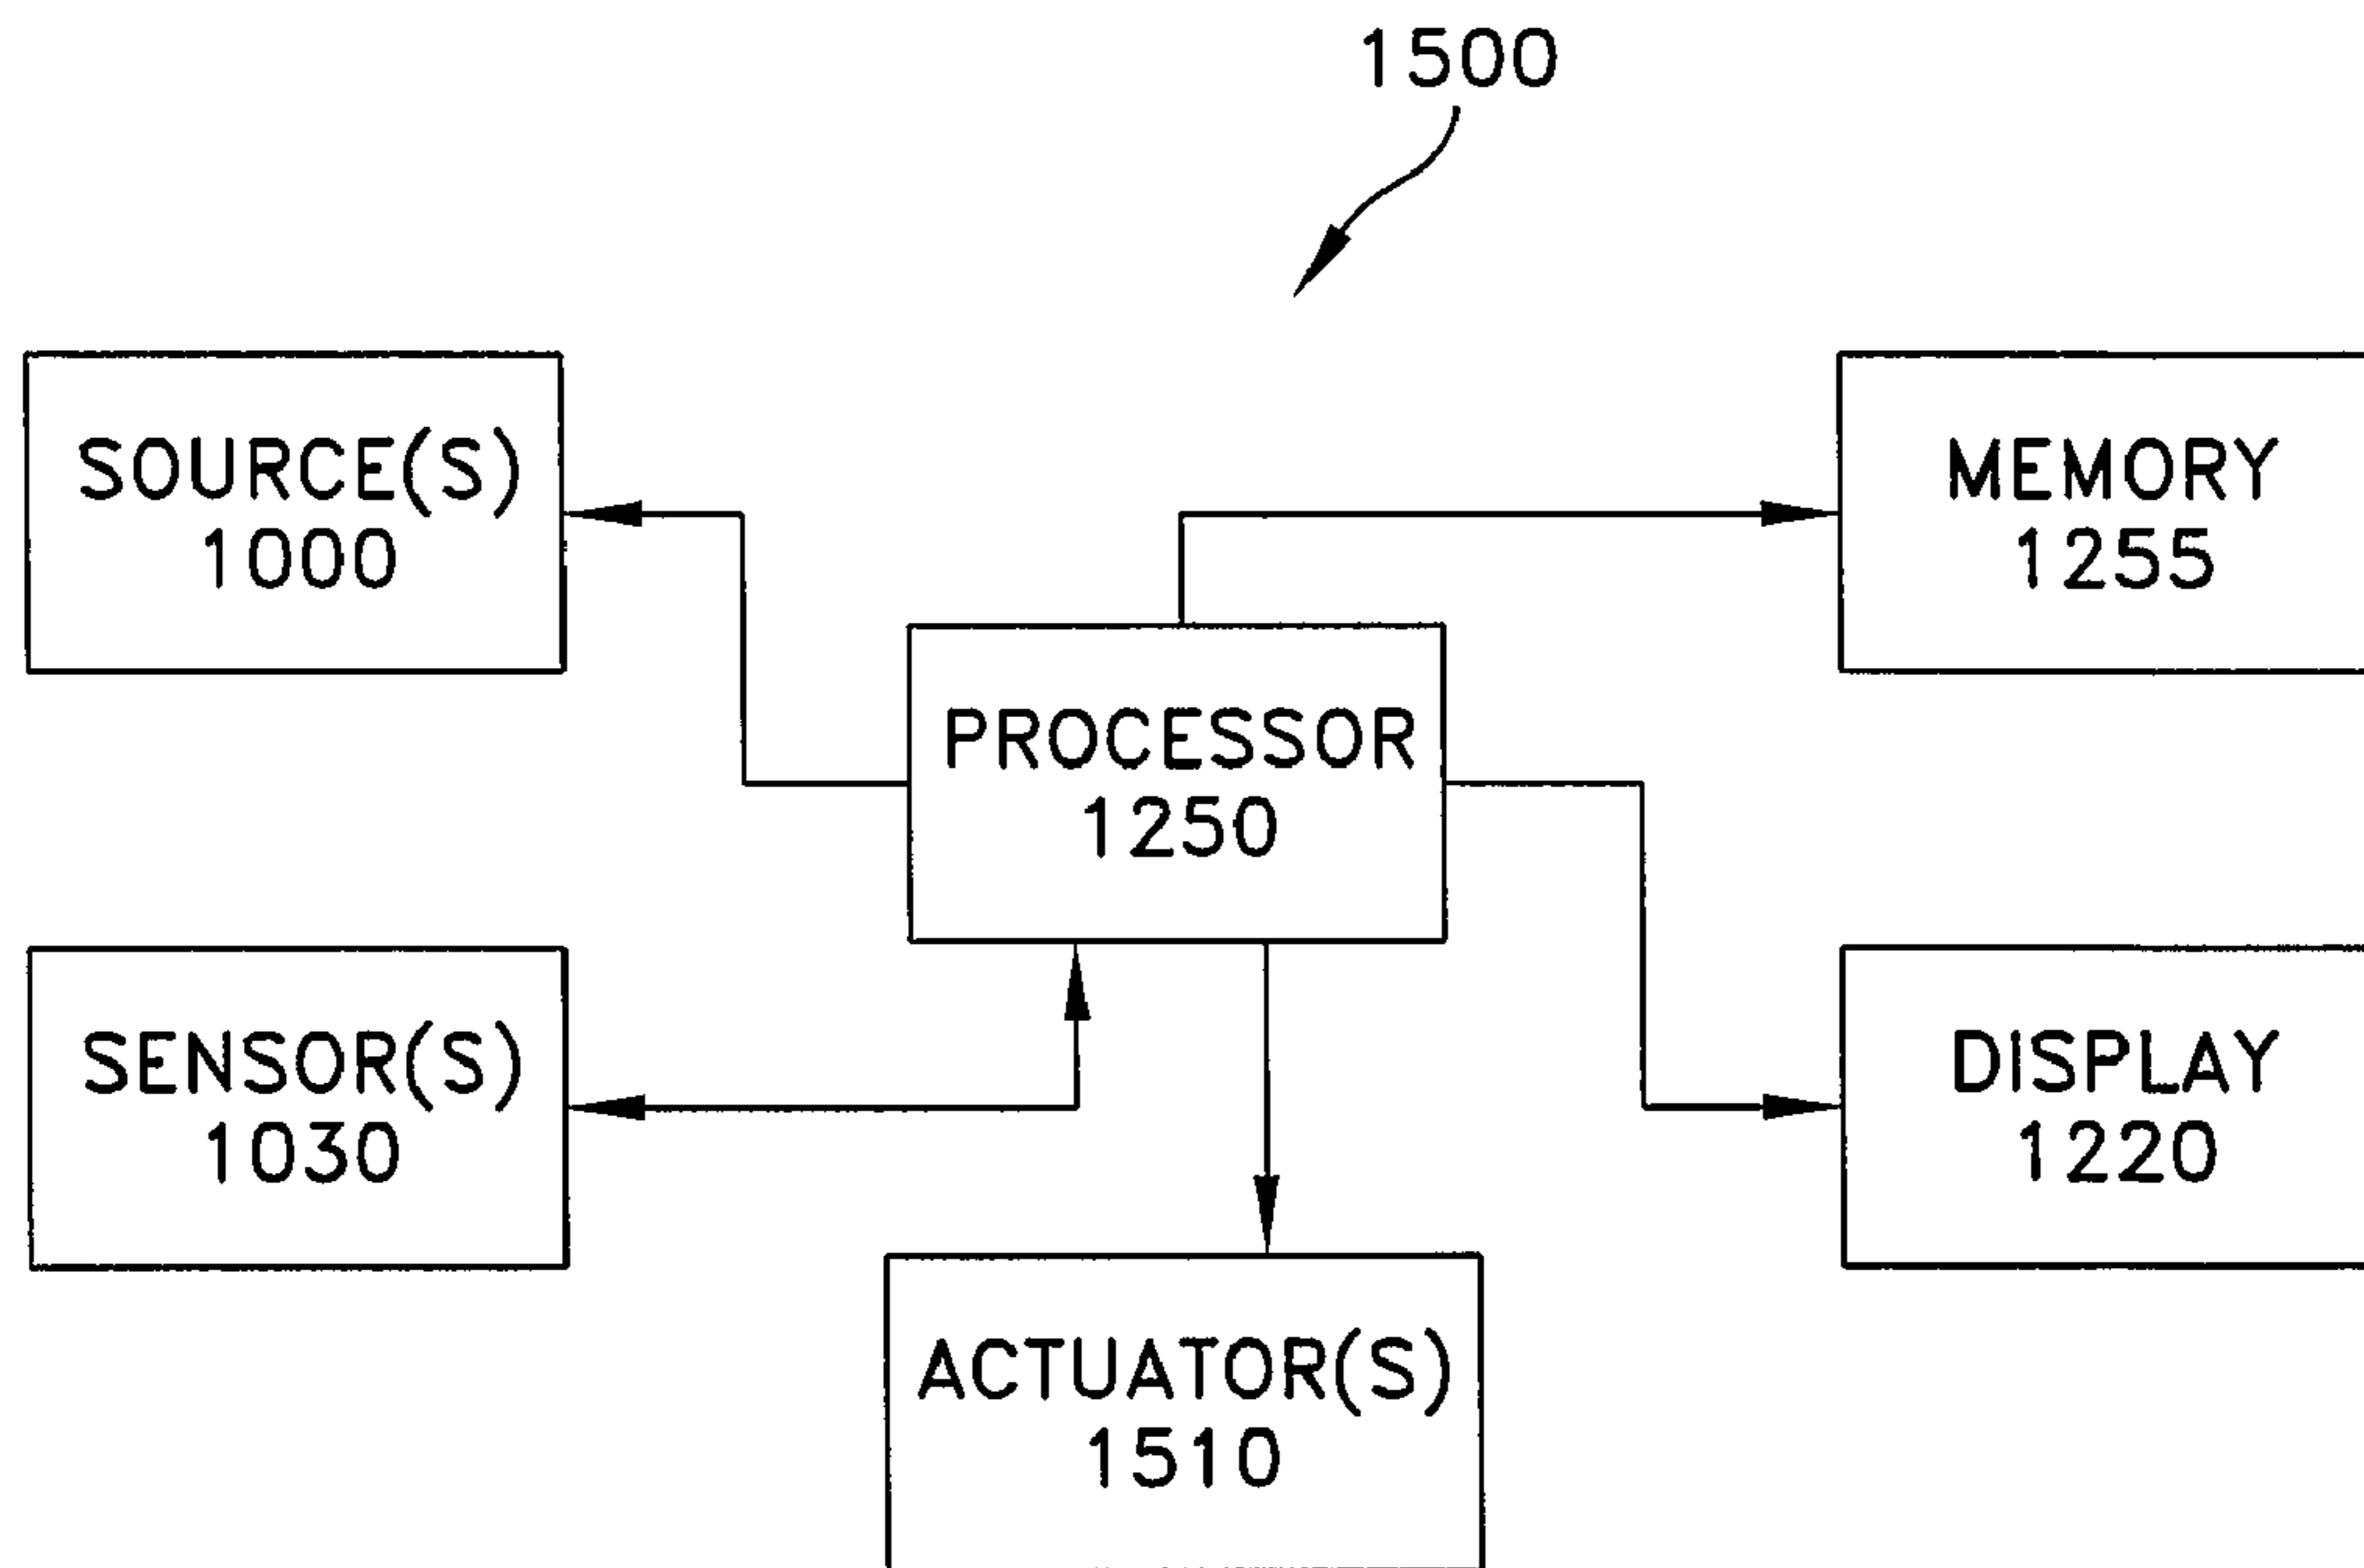 1500
SOURCE(S)
1000
MEMORY
1255
PROCESSOR
1250
SENSOR(S)
1030
DISPLAY
1220
ACTUATOR(S)
1510